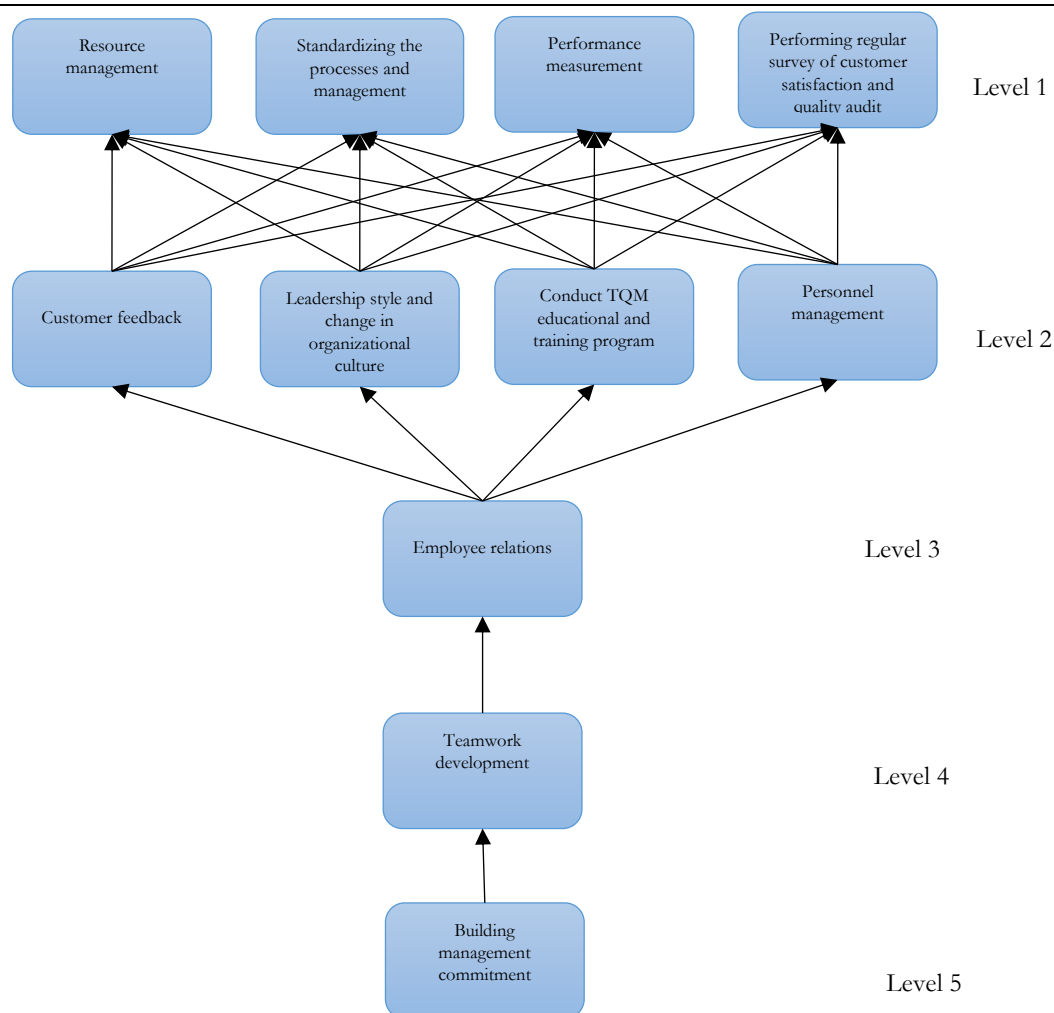 Resource
management
Standardizing the
processes and
management
Performance
measurement
Performing regular
survey of customer
satisfaction and
quality audit
Level 1
Customer feedback
Leadership style and
change in
organizational
culture
Conduct TQM
educational and
training program
Personnel
management
Level 2
Employee relations
Level 3
Teamwork
development
Level 4
Building
management
commitment
Level 5